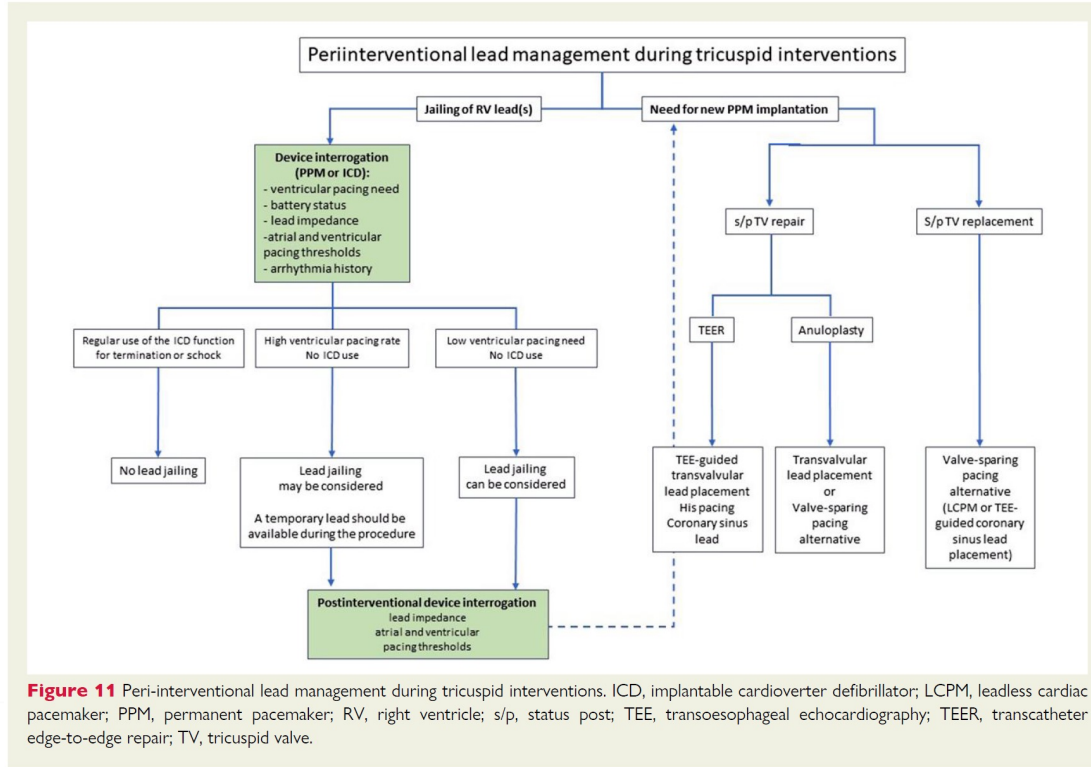 Periinterventional lead management during tricuspid interventions
Jailing of RV lead(s)
Need for new PPM implantation
Device interrogation
(PPM or ICD):
- ventricular pacing need
- battery status
- lead impedance
-atrial and ventricular
pacing thresholds
- arrhythmia history
s/p TV repair
S/p TV replacement
Regular use of the ICD function
for termination or schock
High ventricular pacing rate
No ICD use
Low ventricular pacing need
No ICD use
TEER
Anuloplasty
No lead jailing
Lead jailing
may be considered
A temporary lead should be
available during the procedure
Lead jailing
can be considered
TEE-guided
transvalvular
lead placement
His pacing
Coronary sinus
lead
Transvalvular
lead placement
or
Valve-sparing
pacing
alternative
Valve-sparing
pacing
alternative
(LCPM or TEE-
guided coronary
sinus lead
placement)
Postinterventional device interrogation
lead impedance
atrial and ventricular
pacing thresholds
Figure 11 Peri-interventional lead management during tricuspid interventions. ICD, implantable cardioverter defibrillator; LCPM, leadless cardiac
pacemaker; PPM, permanent pacemaker; RV, right ventricle; s/p, status post; TEE, transoesophageal echocardiography; TEER, transcatheter
edge-to-edge repair; TV, tricuspid valve.